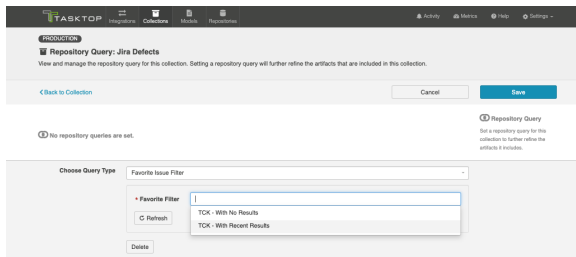 TASKTOP
Integrations
Collections
Models
Repositories
Activity
Metrics
Help
Settings
PRODUCTION
Repository Query: Jira Defects
View and manage the repository query for this collection. Setting a repository query will further refine the artifacts that are included in this collection.
Back to Collection
Cancel
Save
No repository queries are set.
Repository Query
Set a repository query for this
collection to further refine the
artifacts it includes.
Choose Query Type
Favorite Issue Filter
* Favorite Filter
Refresh
TCK - With No Results
TCK - With Recent Results
Delete